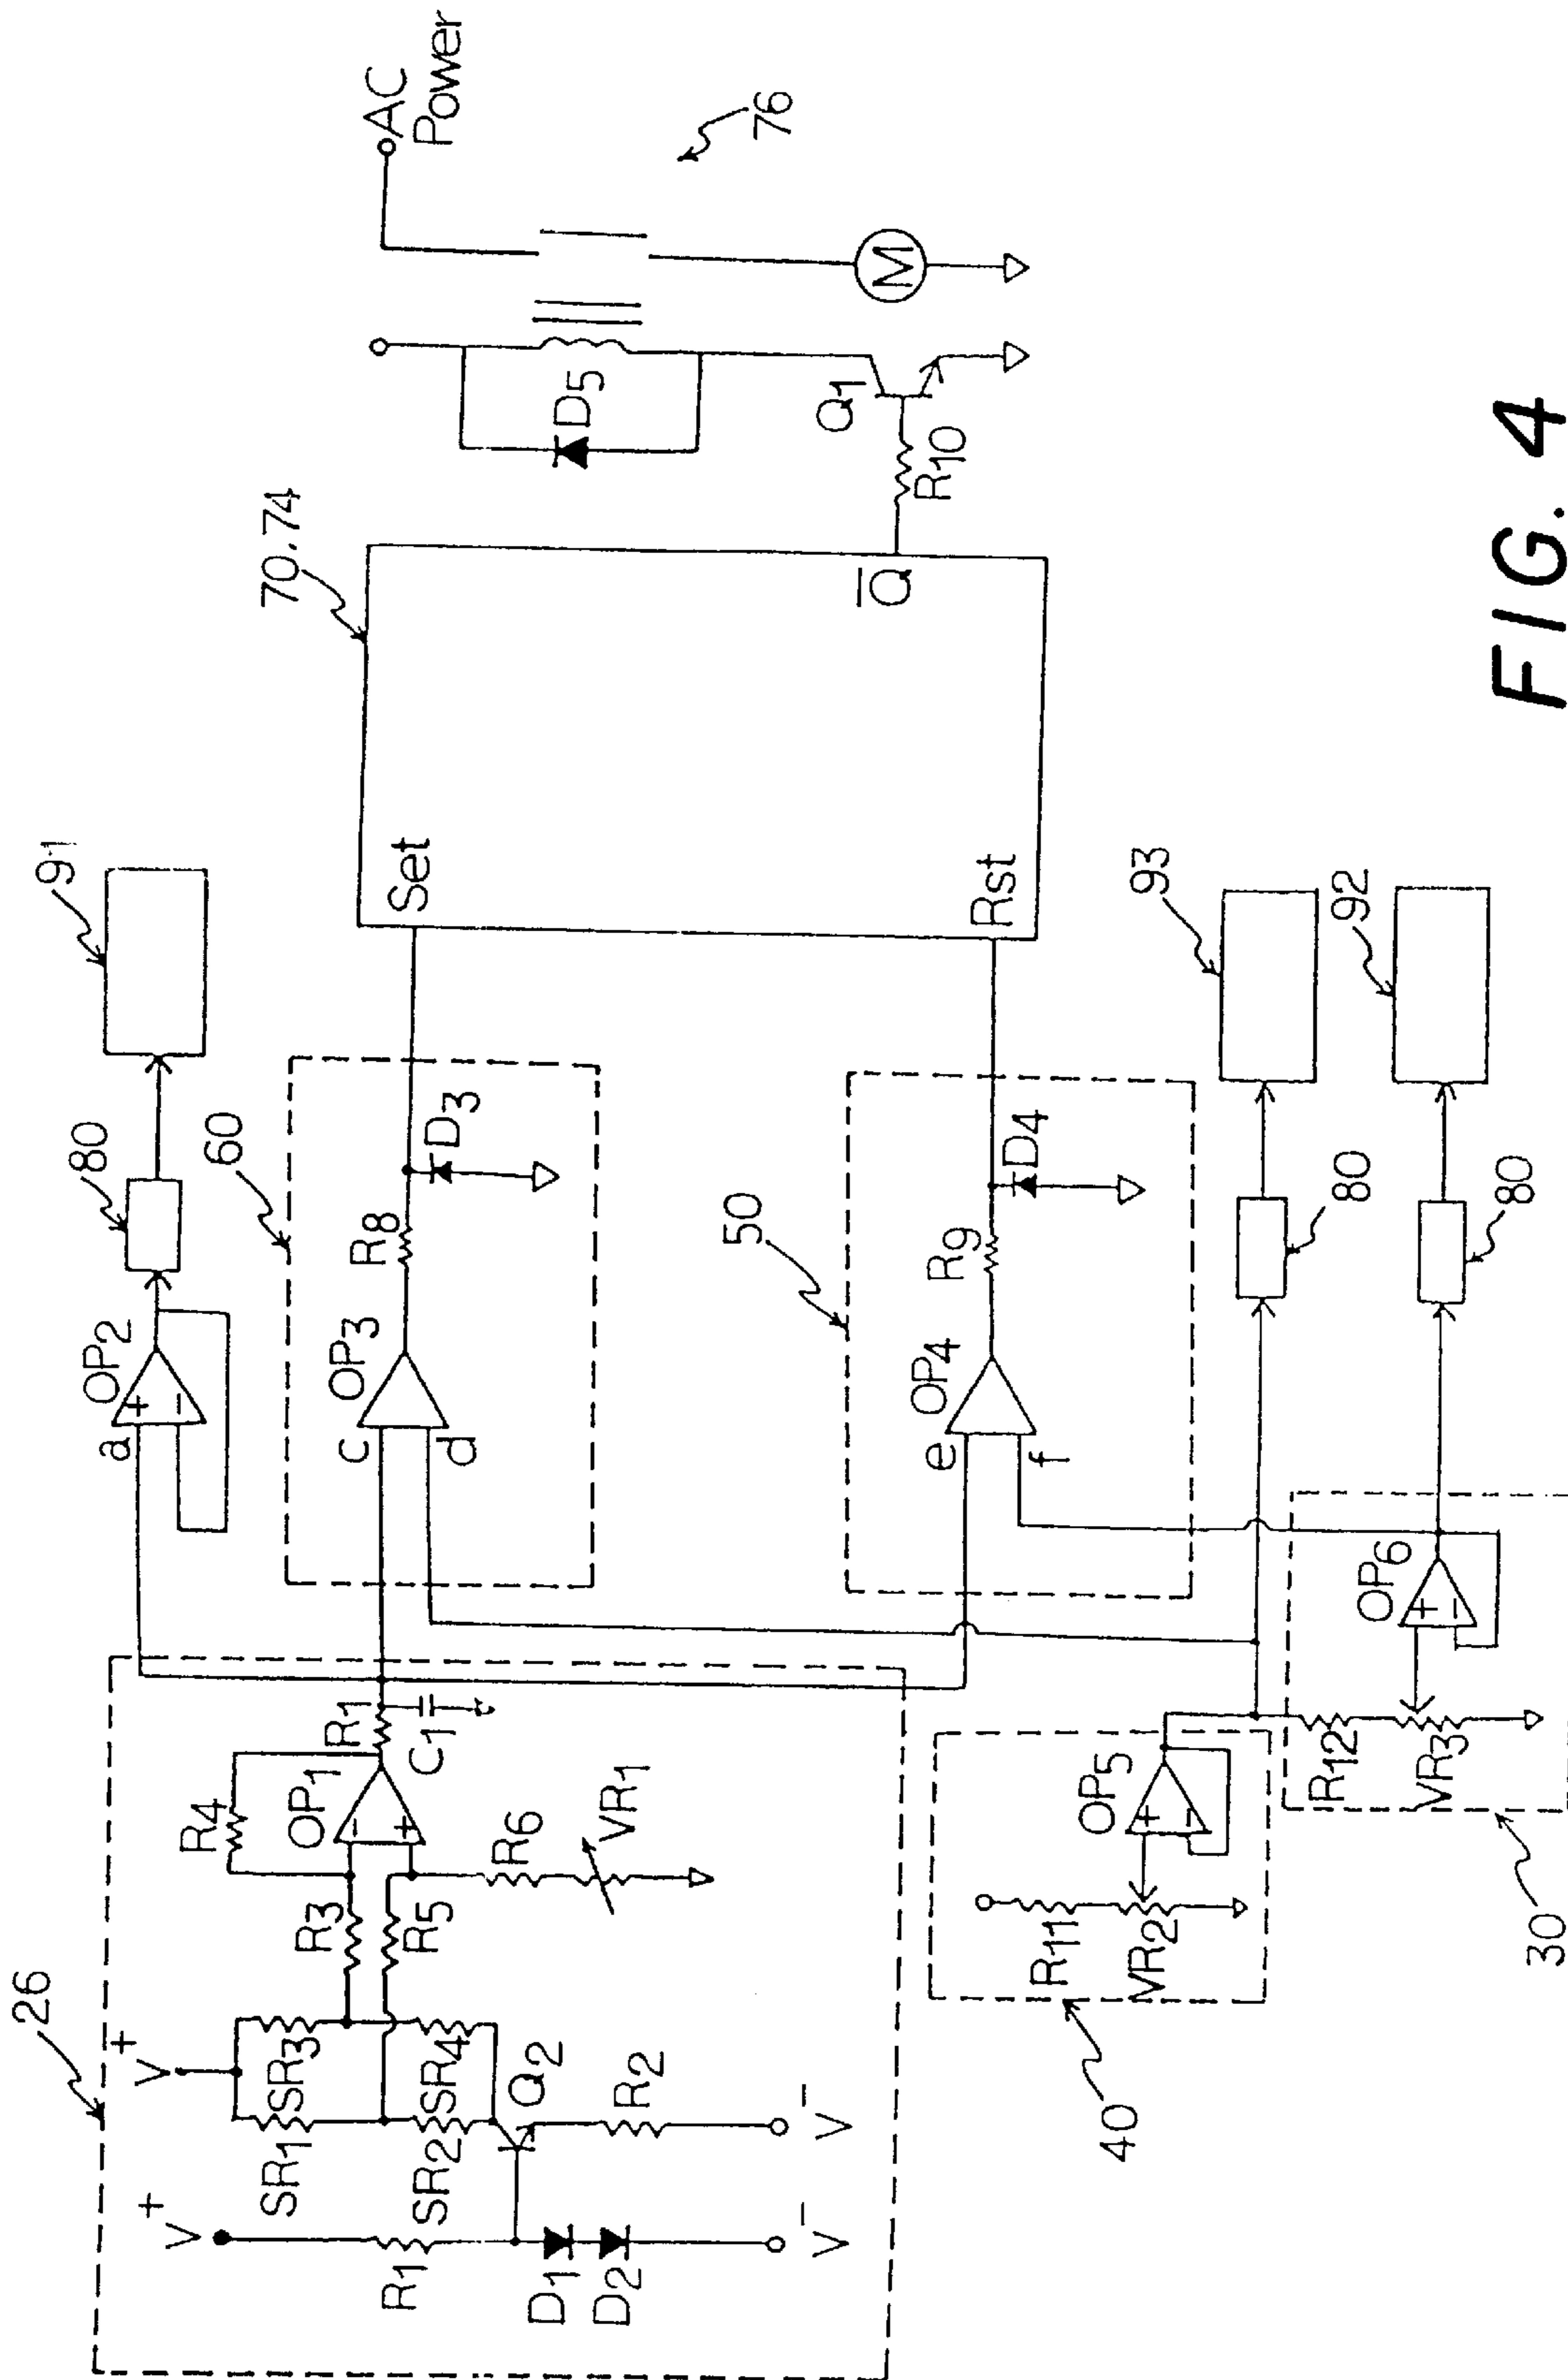 26
V+
V+
SR1
SR3
SR2
SR4
R1
D1
D2
Q2
R2
V-
V-
R3
R5
R4
OP1
-
+
R1
C1
R6
VR1
a
OP2
+
-
80
91
60
c
d
OP3
R8
D3
50
e
f
OP4
R9
D4
Set
Rst
Q̅
70,74
R10
Q1
D5
AC
Power
M
76
40
R11
VR2
OP5
+
-
30
R12
VR3
OP6
+
-
80
93
80
92
FIG. 4